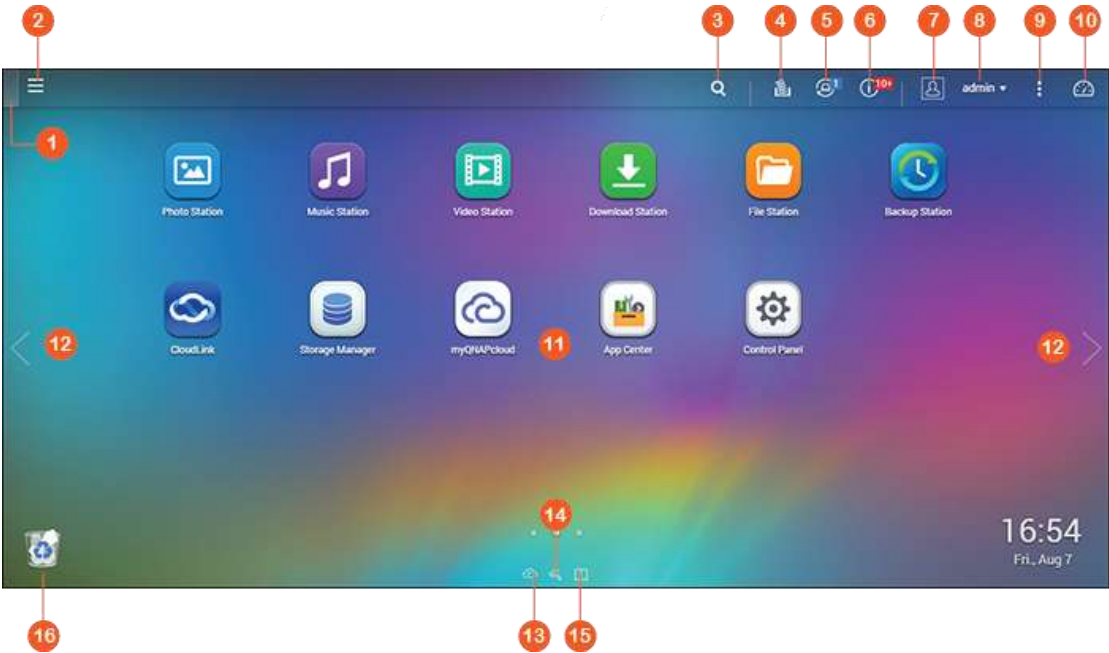 2 3 4 5 6 7 8 9 10
1 10+
admin
1
Photo Station Music Station Video Station Download Station File Station Backup Station
CloudLink Storage Manager myQNAPcloud App Center Control Panel
12 11 12
14
16:54
Fri., Aug 7
16 13 15